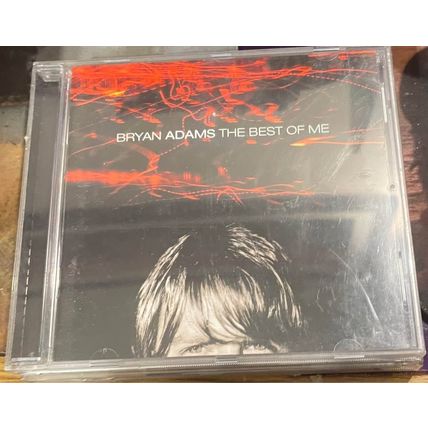 BRYAN ADAMS THE BEST OF ME